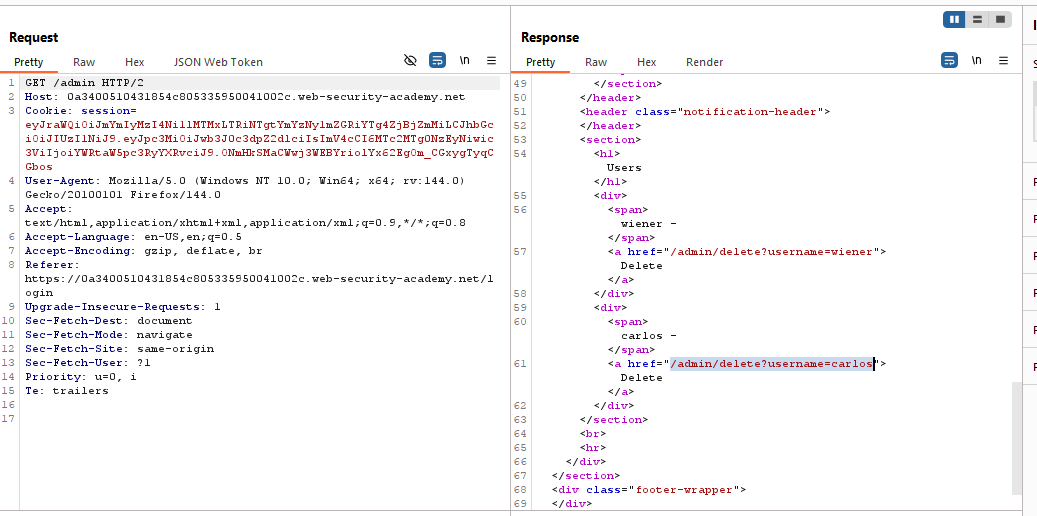 Request
Pretty Raw Hex JSON Web Token \n
1 GET /admin HTTP/2
2 Host: 0a3400510431854c805335950041002c.web-security-academy.net
3 Cookie: session=
4 User-Agent: Mozilla/5.0 (Windows NT 10.0; Win64; x64; rv:144.0)
Gecko/20100101 Firefox/144.0
5 Accept:
text/html,application/xhtml+xml,application/xml;q=0.9,*/*;q=0.8
6 Accept-Language: en-US,en;q=0.5
7 Accept-Encoding: gzip, deflate, br
8 Referer:
https://0a3400510431854c805335950041002c.web-security-academy.net/l
ogin
9 Upgrade-Insecure-Requests: 1
10 Sec-Fetch-Dest: document
11 Sec-Fetch-Mode: navigate
12 Sec-Fetch-Site: same-origin
13 Sec-Fetch-User: ?1
14 Priority: u=0, i
15 Te: trailers
16
17
Response
Pretty Raw Hex Render \n
49 </section>
50 </header>
51 <header class="notification-header">
52 </header>
53 <section>
54 <h1>
Users
</h1>
55 <div>
56 <span>
wiener -
</span>
57 <a href="/admin/delete?username=wiener">
Delete
</a>
58 </div>
59 <div>
60 <span>
carlos -
</span>
61 <a href="/admin/delete?username=carlos">
Delete
</a>
62 </div>
63 </section>
64 <br>
65 <hr>
66 </div>
67 </section>
68 <div class="footer-wrapper">
69 </div>